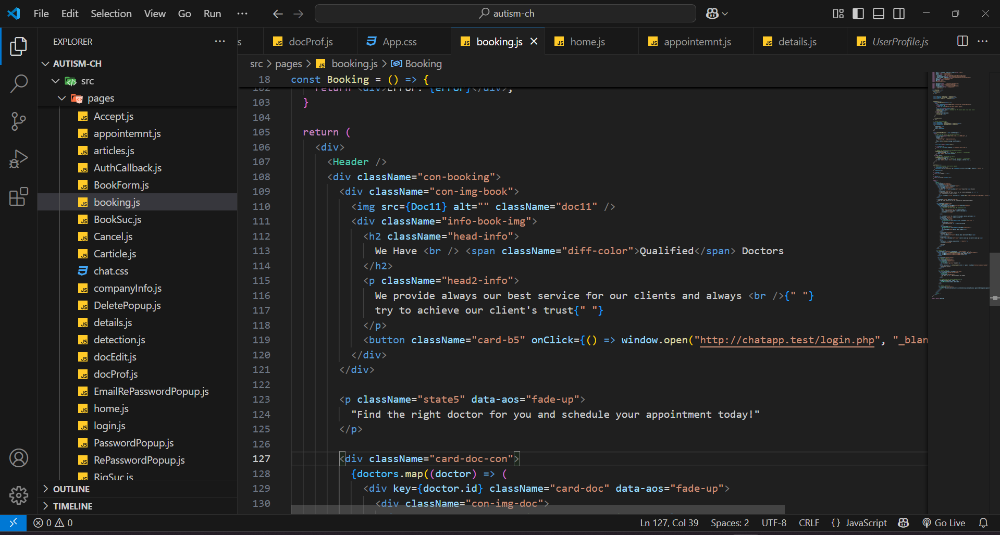 File Edit Selection View Go Run ··· autism-ch
EXPLORER ···
s docProf.js App.css booking.js home.js appointemnt.js details.js UserProfile.js ···
AUTISM-CH
src
pages
Accept.js
appointemnt.js
articles.js
AuthCallback.js
BookForm.js
booking.js
BookSuc.js
Cancel.js
Carticle.js
chat.css
companyInfo.js
DeletePopup.js
details.js
detection.js
docEdit.js
docProf.js
EmailRePasswordPopup.js
home.js
login.js
PasswordPopup.js
RePasswordPopup.js
RigSuc.js
OUTLINE
TIMELINE
src > pages > booking.js > Booking
18 const Booking = () => {
102 return <div>Error: {error}</div>;
103 }
104
105 return (
106 <div>
107 <Header />
108 <div className="con-booking">
109 <div className="con-img-book">
110 <img src={Doc11} alt="" className="doc11" />
111 <div className="info-book-img">
112 <h2 className="head-info">
113 We Have <br /> <span className="diff-color">Qualified</span> Doctors
114 </h2>
115 <p className="head2-info">
116 We provide always our best service for our clients and always <br />{" "}
117 try to achieve our client's trust{" "}
118 </p>
119 <button className="card-b5" onClick={() => window.open("http://chatapp.test/login.php", "_blan
120 </div>
121 </div>
122
123 <p className="state5" data-aos="fade-up">
124 "Find the right doctor for you and schedule your appointment today!"
125 </p>
126
127 <div className="card-doc-con">
128 {doctors.map((doctor) => (
129 <div key={doctor.id} className="card-doc" data-aos="fade-up">
130 <div className="con-img-doc">
0 0 Ln 127, Col 39 Spaces: 2 UTF-8 CRLF {} JavaScript Go Live